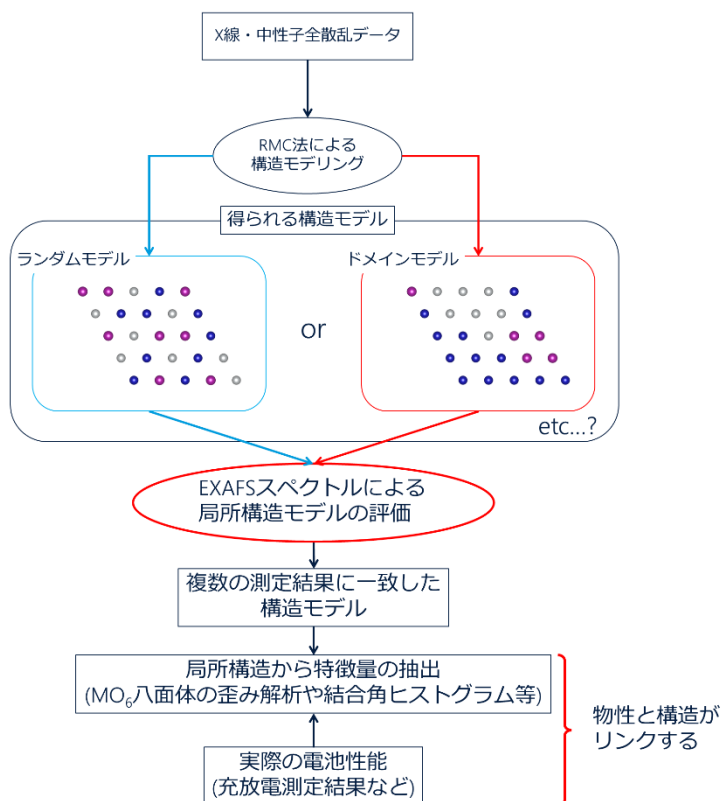 X線・中性子全散乱データ
RMC法による
構造モデリング
得られる構造モデル
ランダムモデル
ドメインモデル
or
etc...?
EXAFSスペクトルによる
局所構造モデルの評価
複数の測定結果に一致した
構造モデル
局所構造から特徴量の抽出
(MO₆八面体の歪み解析や結合角ヒストグラム等)
物性と構造が
リンクする
実際の電池性能
(充放電測定結果など)